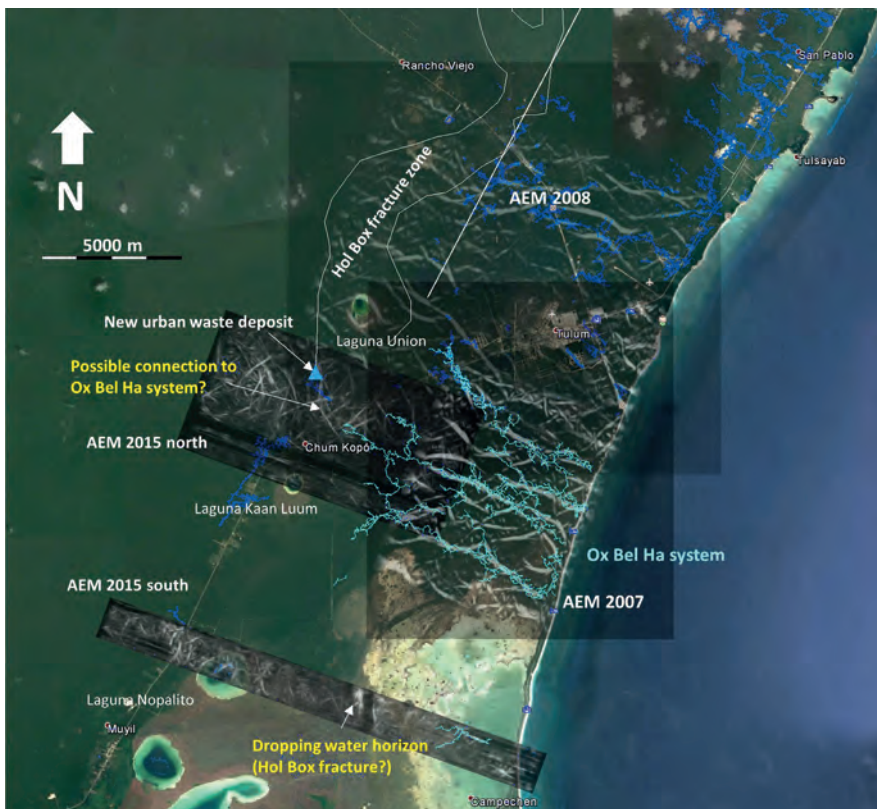 San Pablo
Rancho Viejo
N
Tulsayab
AEM 2008
Hol Box fracture zone
5000 m
New urban waste deposit
Laguna Union
Tulum
Possible connection to
Ox Bel Ha system?
AEM 2015 north
Chum Kopó
Laguna Kaan Luum
Ox Bel Ha system
AEM 2015 south
AEM 2007
Laguna Nopalito
Muyil
Dropping water horizon
(Hol Box fracture?)
Campechen